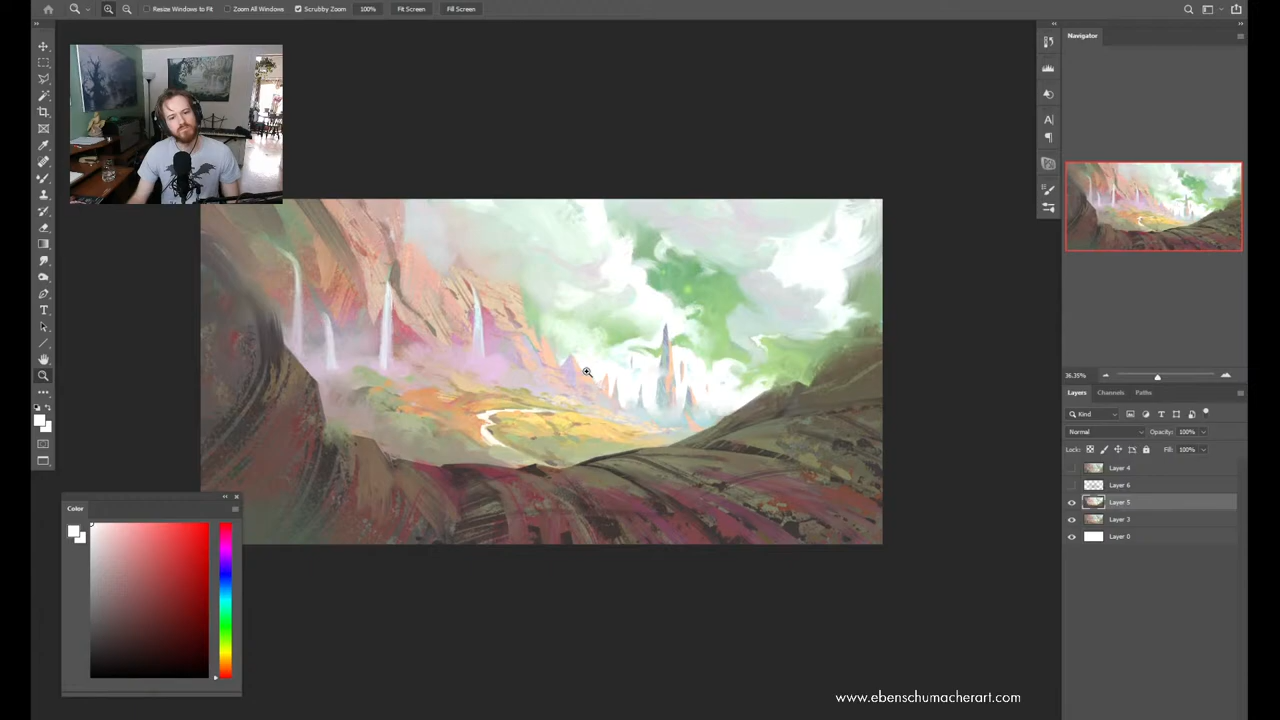 Resize Windows to Fit
Zoom All Windows
Scrubby Zoom
100%
Fit Screen
Fill Screen
Navigator
36.35%
Layers
Channels
Paths
Kind
Normal
Opacity: 100%
Lock:
Fill: 100%
Layer 4
Layer 6
Layer 5
Layer 3
Layer 0
Color
www.ebenschumacherart.com